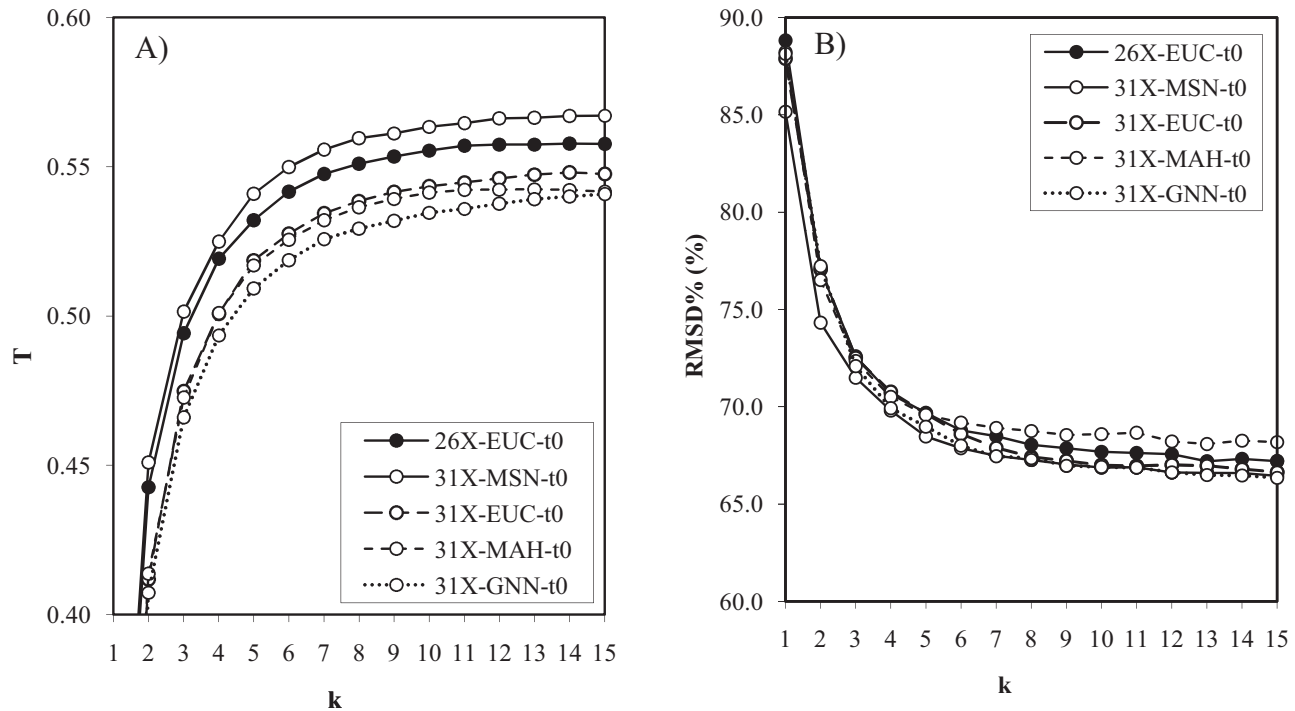 A)
0.60
0.55
0.50
0.45
0.40
T
26X-EUC-t0
31X-MSN-t0
31X-EUC-t0
31X-MAH-t0
31X-GNN-t0
1 2 3 4 5 6 7 8 9 10 11 12 13 14 15
k
B)
90.0
85.0
80.0
75.0
70.0
65.0
60.0
RMSD% (%)
26X-EUC-t0
31X-MSN-t0
31X-EUC-t0
31X-MAH-t0
31X-GNN-t0
1 2 3 4 5 6 7 8 9 10 11 12 13 14 15
k